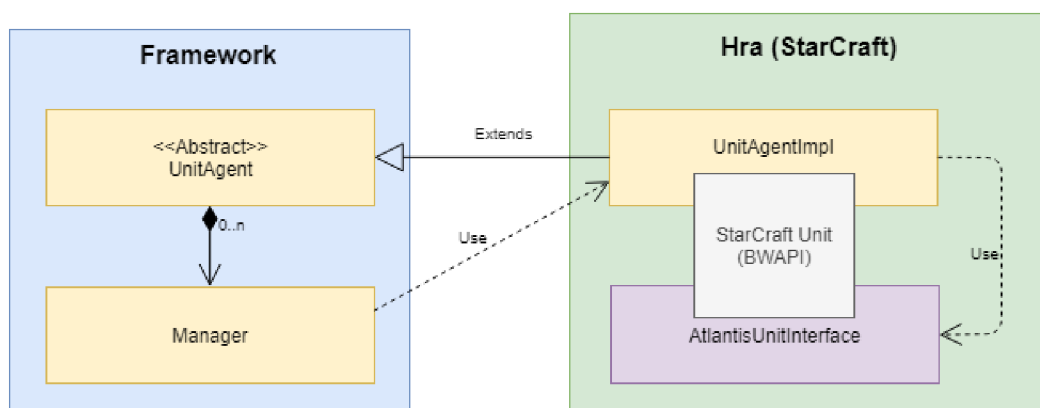 Framework
<<Abstract>>
UnitAgent
0..n
Manager
Extends
Use
Hra (StarCraft)
UnitAgentImpl
StarCraft Unit
(BWAPI)
Use
AtlantisUnitInterface